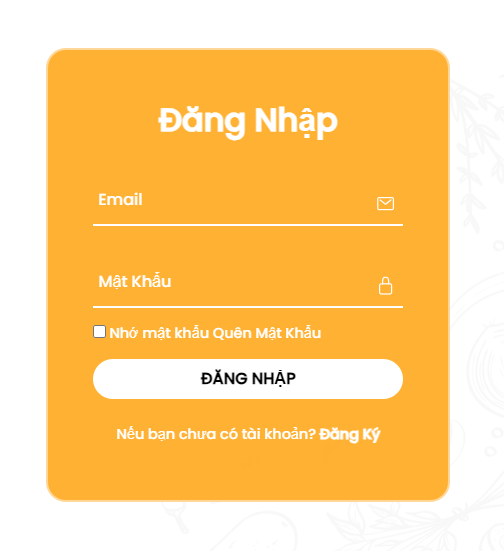 Đăng Nhập
Email
Mật Khẩu
Nhớ mật khẩu Quên Mật Khẩu
ĐĂNG NHẬP
Nếu bạn chưa có tài khoản? Đăng Ký